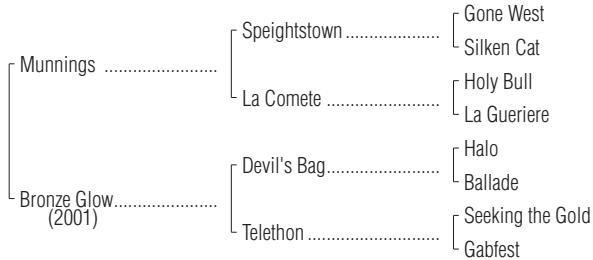 Gone West
Speightstown ....................
Silken Cat
Munnings ........................
Holy Bull
La Comete ........................
La Gueriere
Halo
Devil's Bag.......................
Ballade
Bronze Glow......................
(2001)
Seeking the Gold
Telethon ............................
Gabfest